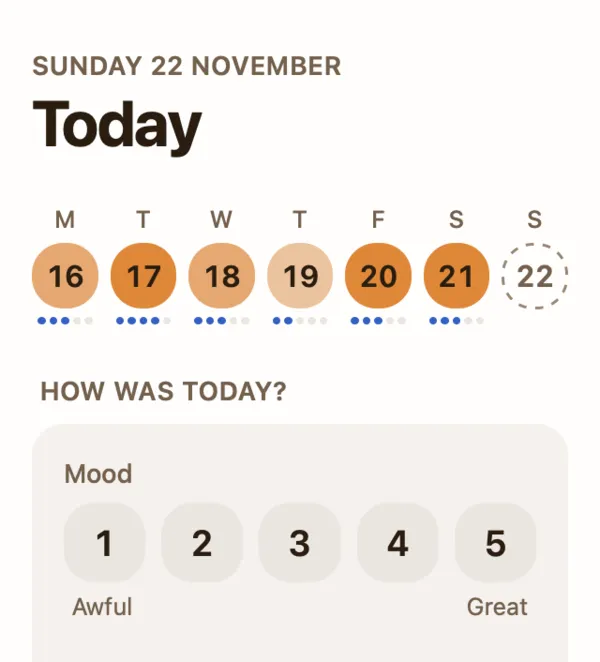 SUNDAY 22 NOVEMBER
Today
M T W T F S S
16 17 18 19 20 21 22
HOW WAS TODAY?
Mood
1 2 3 4 5
Awful Great